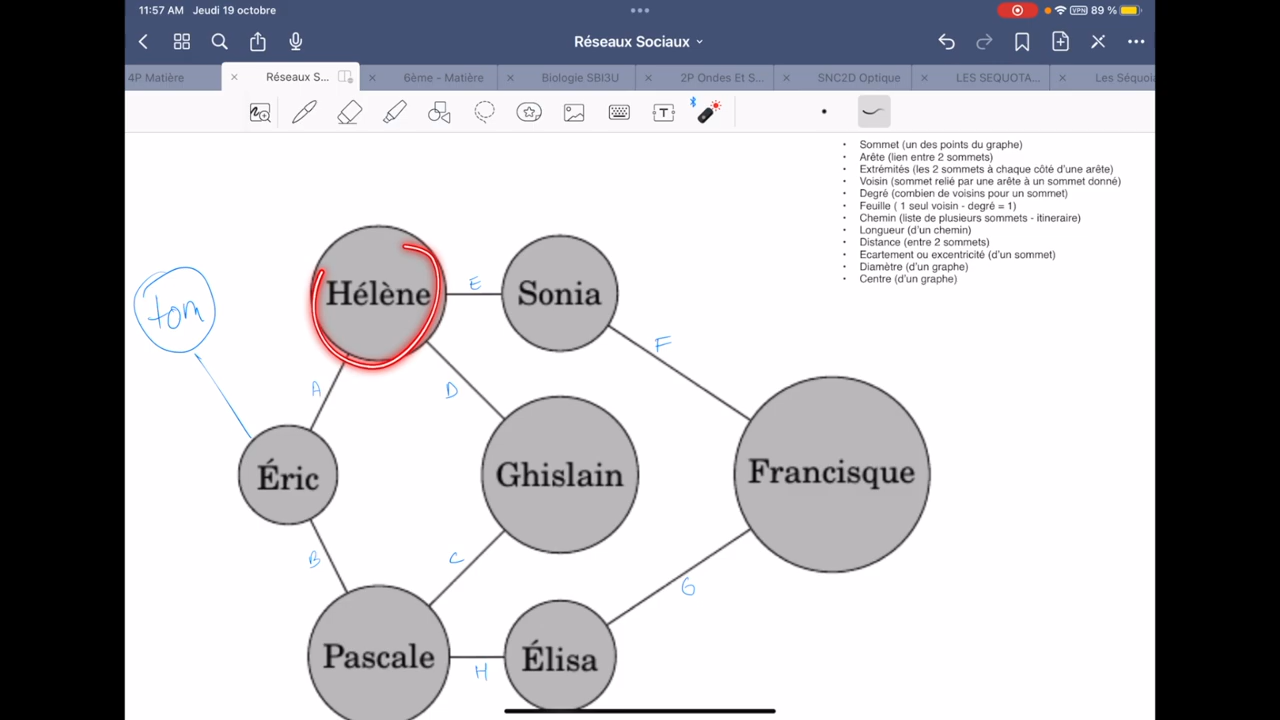 11:57 AM Jeudi 19 octobre
VPN 89 %
Réseaux Sociaux
4P Matière
Réseaux S...
6ème - Matière
Biologie SBI3U
2P Ondes Et S...
SNC2D Optique
LES SEQUOTA...
Les Séquoia
T
• Sommet (un des points du graphe)
• Arête (lien entre 2 sommets)
• Extrémités (les 2 sommets à chaque côté d'une arête)
• Voisin (sommet relié par une arête à un sommet donné)
• Degré (combien de voisins pour un sommet)
• Feuille ( 1 seul voisin - degré = 1)
• Chemin (liste de plusieurs sommets - itineraire)
• Longueur (d'un chemin)
• Distance (entre 2 sommets)
• Ecartement ou excentricité (d'un sommet)
• Diamètre (d'un graphe)
• Centre (d'un graphe)
tom
Hélène
E
Sonia
F
A
D
Éric
Ghislain
Francisque
B
C
G
Pascale
H
Élisa